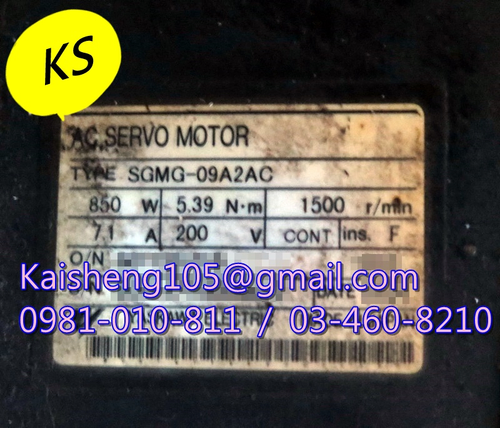 KS
AC SERVO MOTOR
TYPE SGMG-09A2AC
850 W 5.39 N·m 1500 r/min
7.1 A 200 V CONT ins. F
O/N
Kaisheng105@gmail.com
DATE
0981-010-811 / 03-460-8210